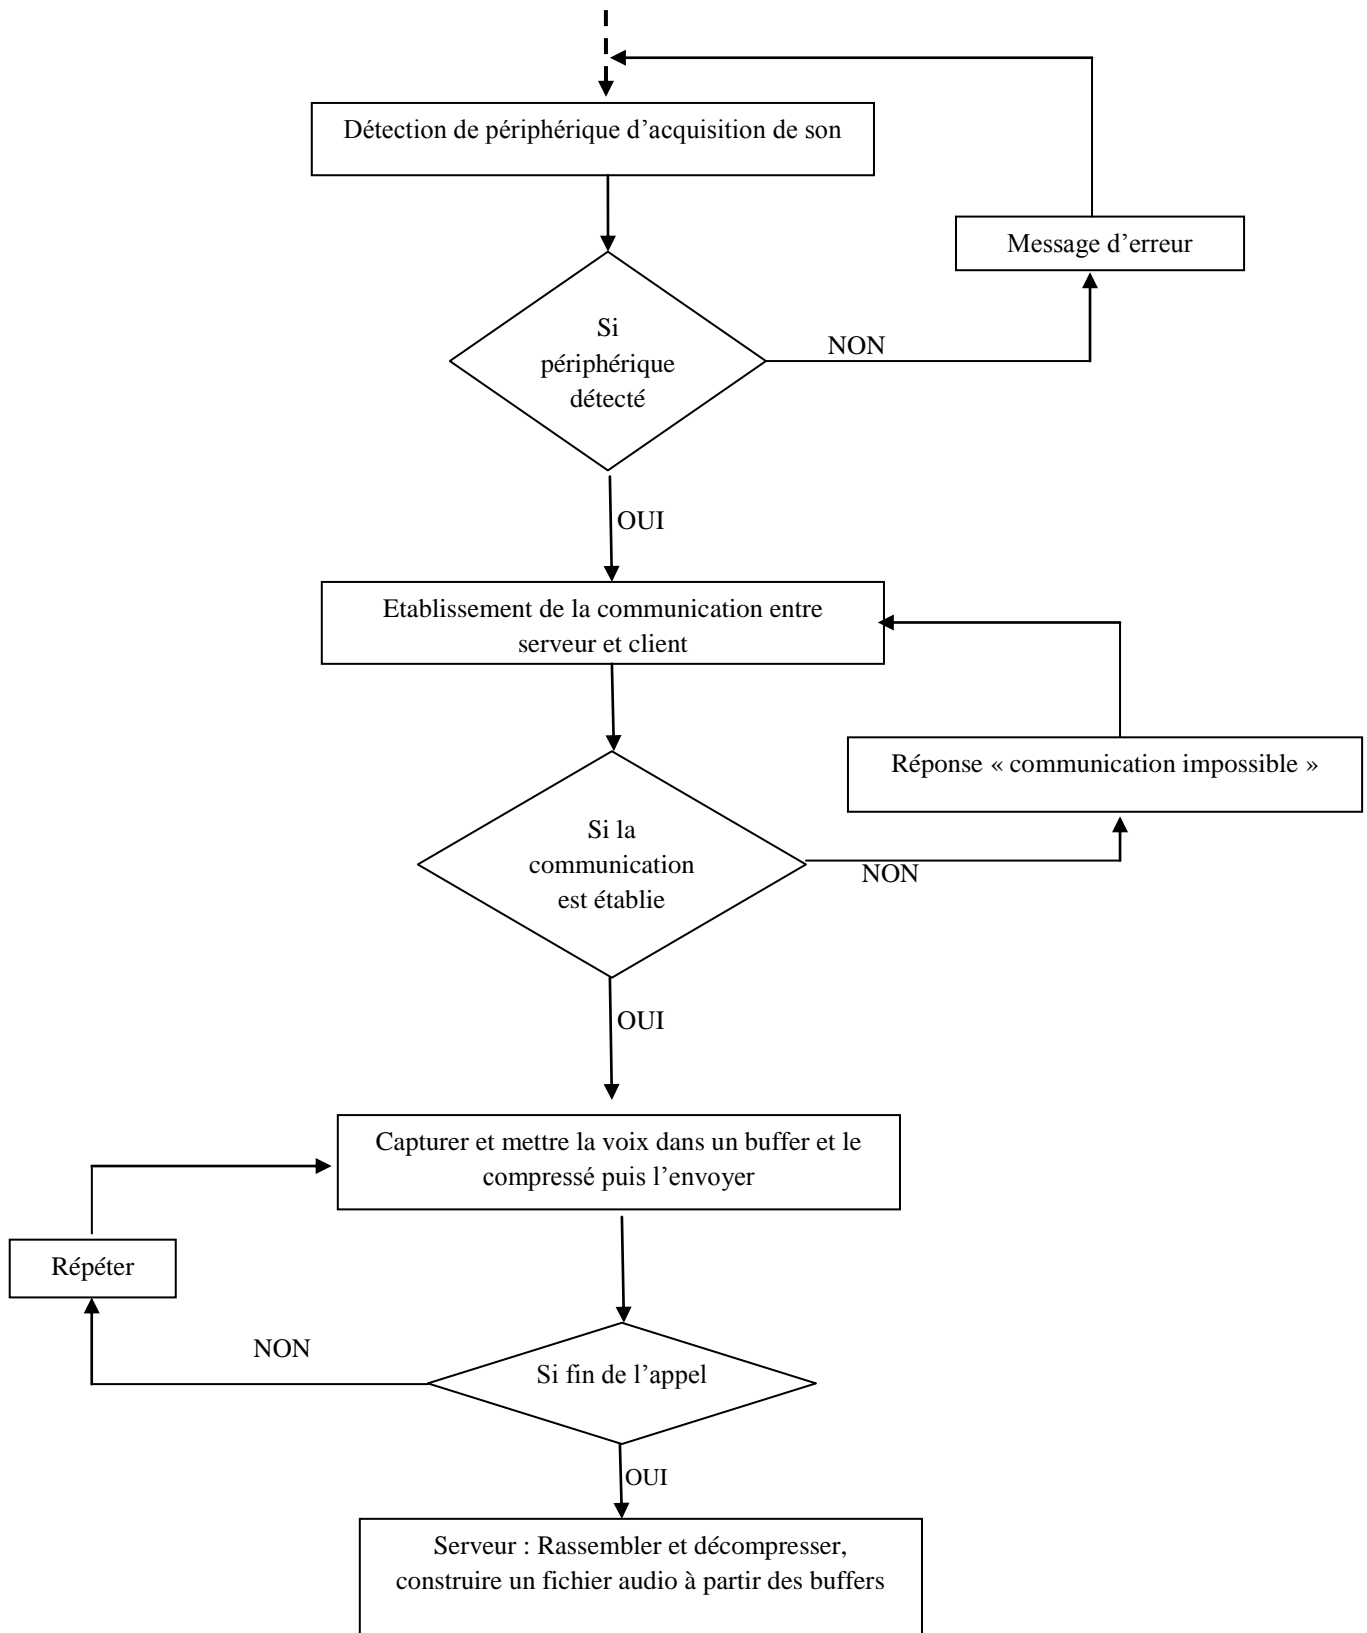 Détection de périphérique d’acquisition de son
Message d’erreur
Si
périphérique
détecté
NON
OUI
Etablissement de la communication entre
serveur et client
Réponse « communication impossible »
Si la
communication
est établie
NON
OUI
Capturer et mettre la voix dans un buffer et le
compressé puis l’envoyer
Répéter
NON
Si fin de l’appel
OUI
Serveur : Rassembler et décompresser,
construire un fichier audio à partir des buffers